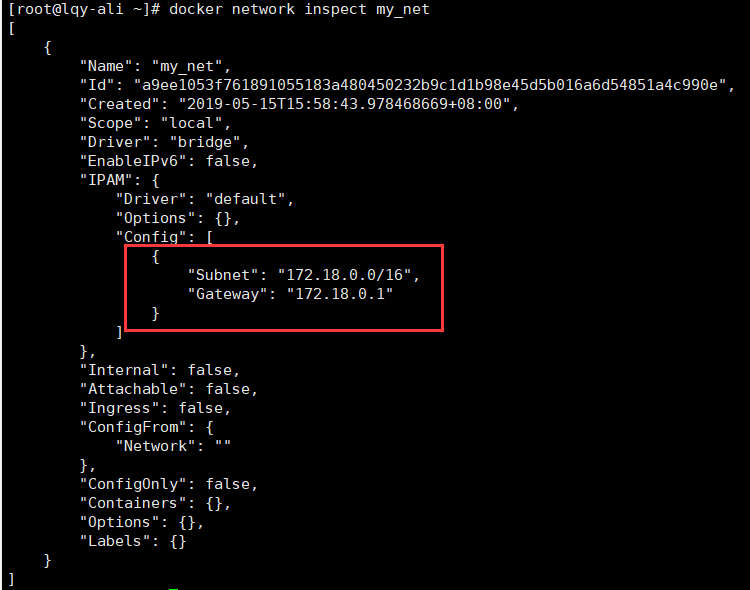 [root@lqy-ali ~]# docker network inspect my_net
[
    {
        "Name": "my_net",
        "Id": "a9ee1053f761891055183a480450232b9c1d1b98e45d5b016a6d54851a4c990e",
        "Created": "2019-05-15T15:58:43.978468669+08:00",
        "Scope": "local",
        "Driver": "bridge",
        "EnableIPv6": false,
        "IPAM": {
            "Driver": "default",
            "Options": {},
            "Config": [
                {
                    "Subnet": "172.18.0.0/16",
                    "Gateway": "172.18.0.1"
                }
            ]
        },
        "Internal": false,
        "Attachable": false,
        "Ingress": false,
        "ConfigFrom": {
            "Network": ""
        },
        "ConfigOnly": false,
        "Containers": {},
        "Options": {},
        "Labels": {}
    }
]